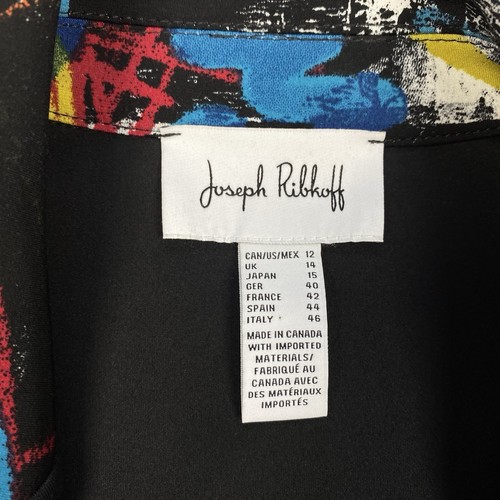 Joseph Ribkoff
CAN/US/MEX 12
UK 14
JAPAN 15
GER 40
FRANCE 42
SPAIN 44
ITALY 46
MADE IN CANADA
WITH IMPORTED
MATERIALS/
FABRIQUÉ AU
CANADA AVEC
DES MATÉRIAUX
IMPORTÉS